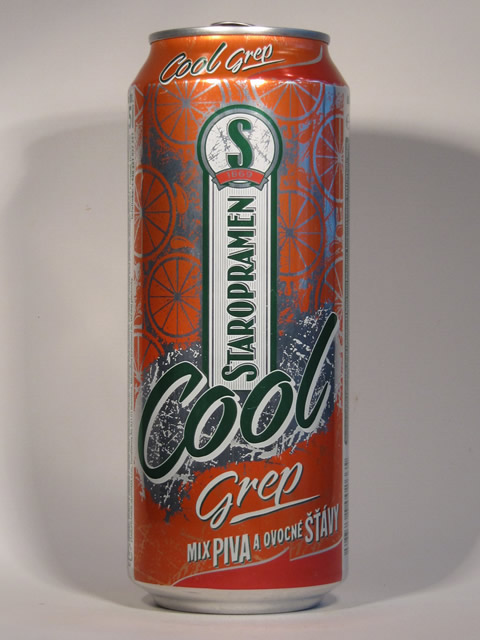 Cool Grep
S
1869
STAROPRAMEN
Cool
Grep
MIX PIVA A OVOCNÉ ŠŤÁVY